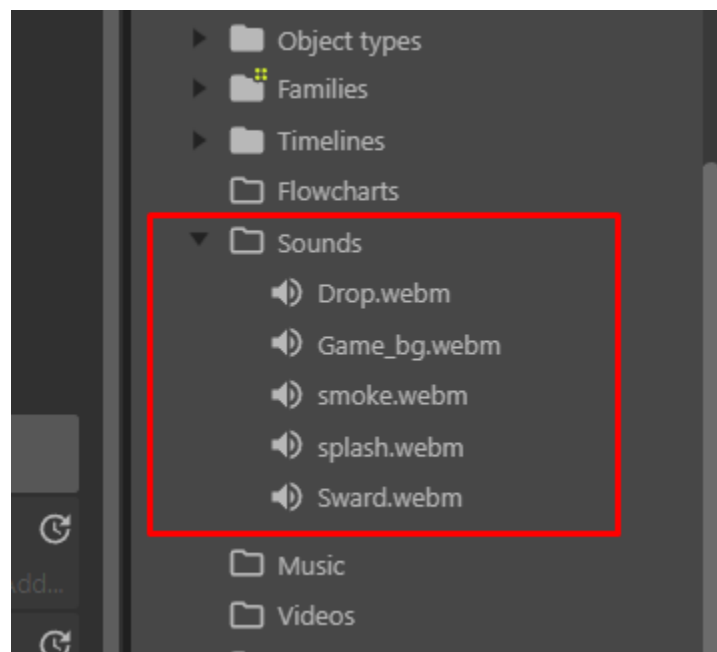 Object types
Families
Timelines
Flowcharts
Sounds
Drop.webm
Game_bg.webm
smoke.webm
splash.webm
Sward.webm
Music
Videos